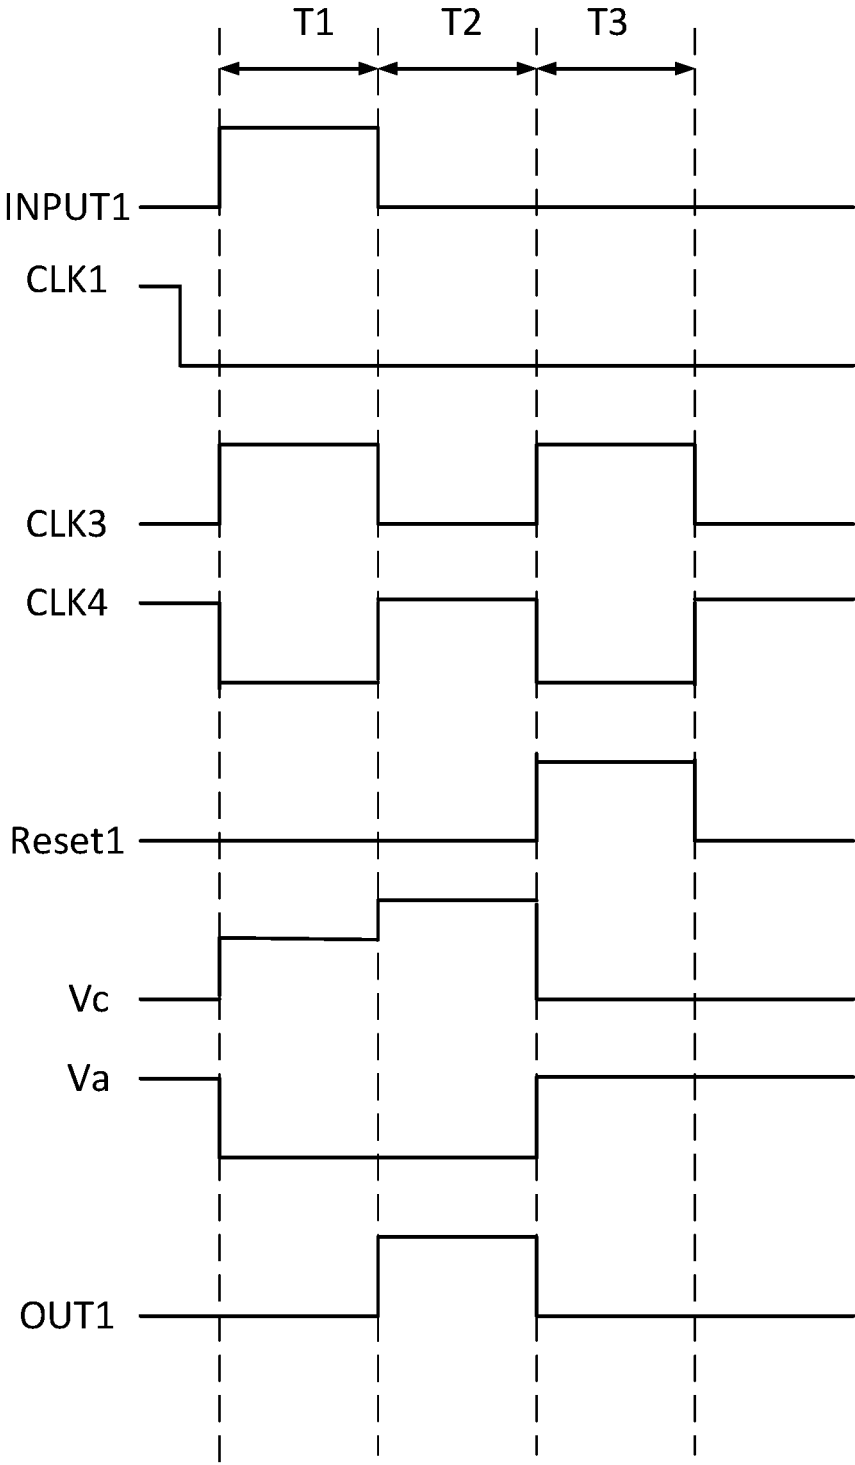 T1 T2 T3
INPUT1
CLK1
CLK3
CLK4
Reset1
Vc
Va
OUT1